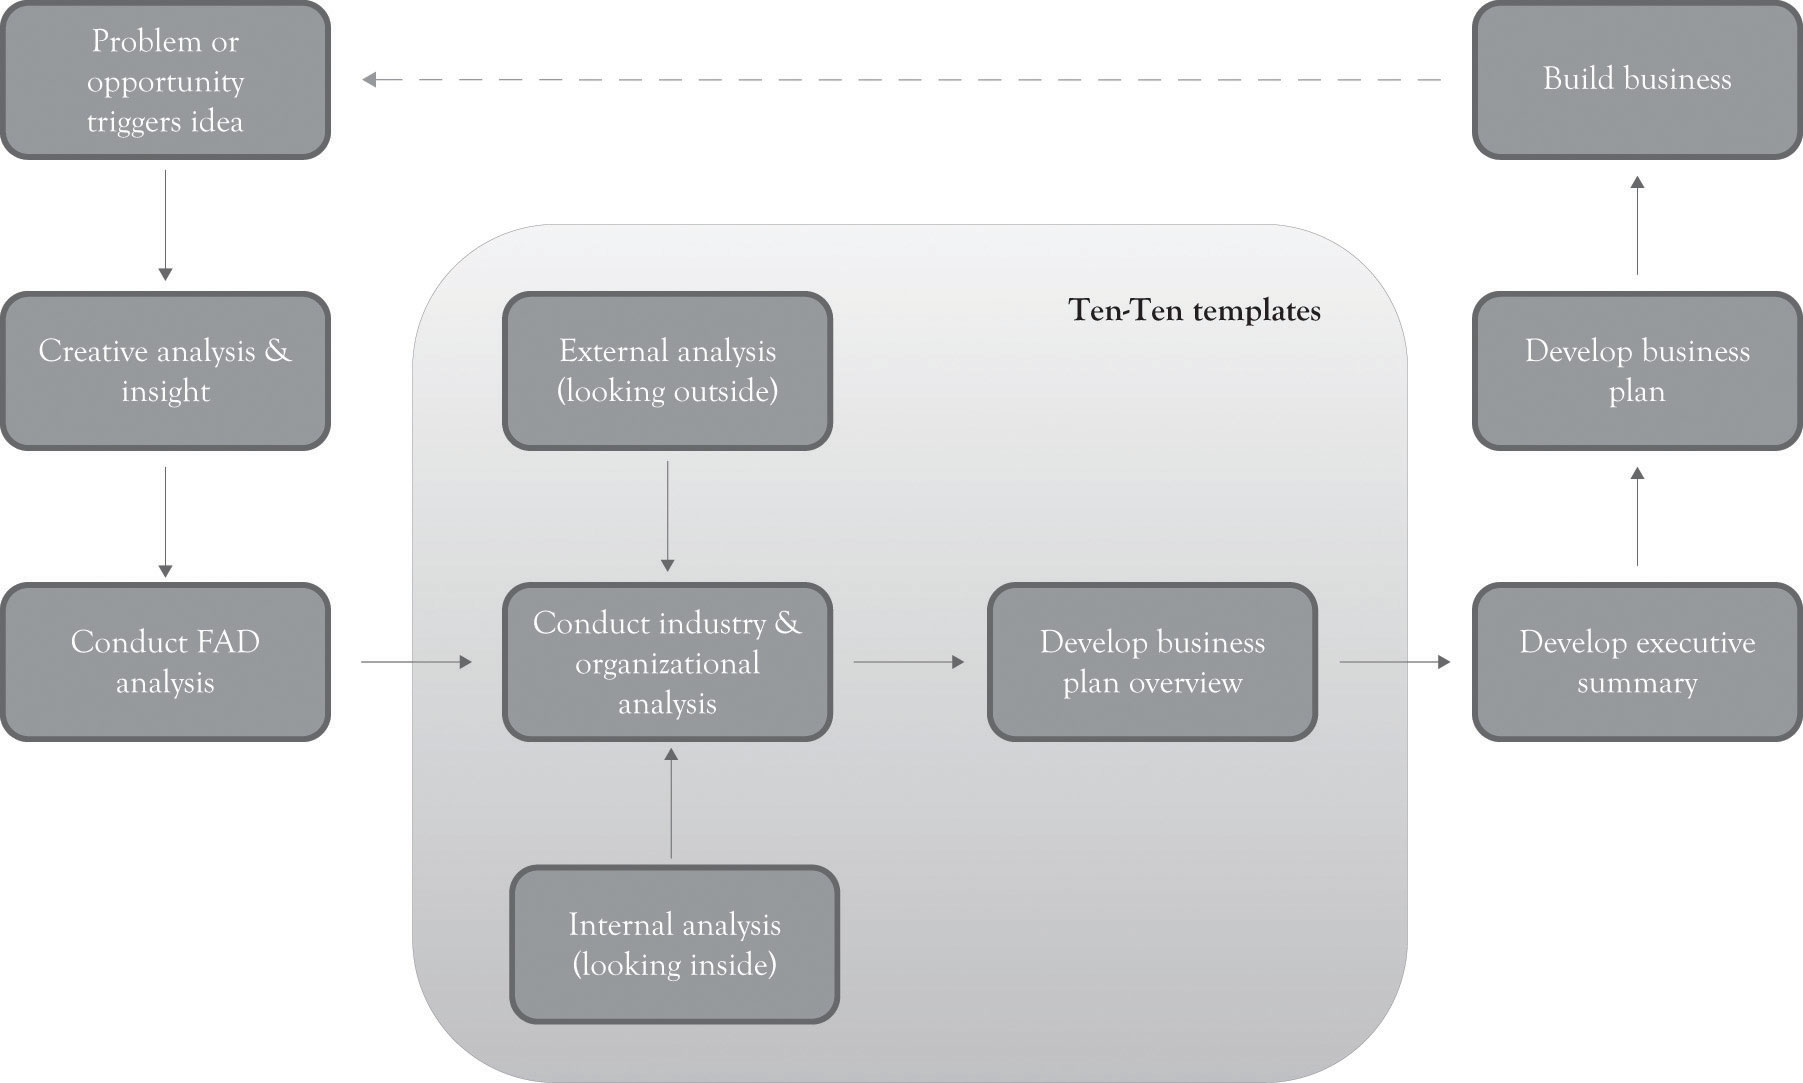 Problem or
opportunity
triggers idea
Build business
Ten-Ten templates
Creative analysis &
insight
External analysis
(looking outside)
Develop business
plan
Conduct FAD
analysis
Conduct industry &
organizational
analysis
Develop business
plan overview
Develop executive
summary
Internal analysis
(looking inside)